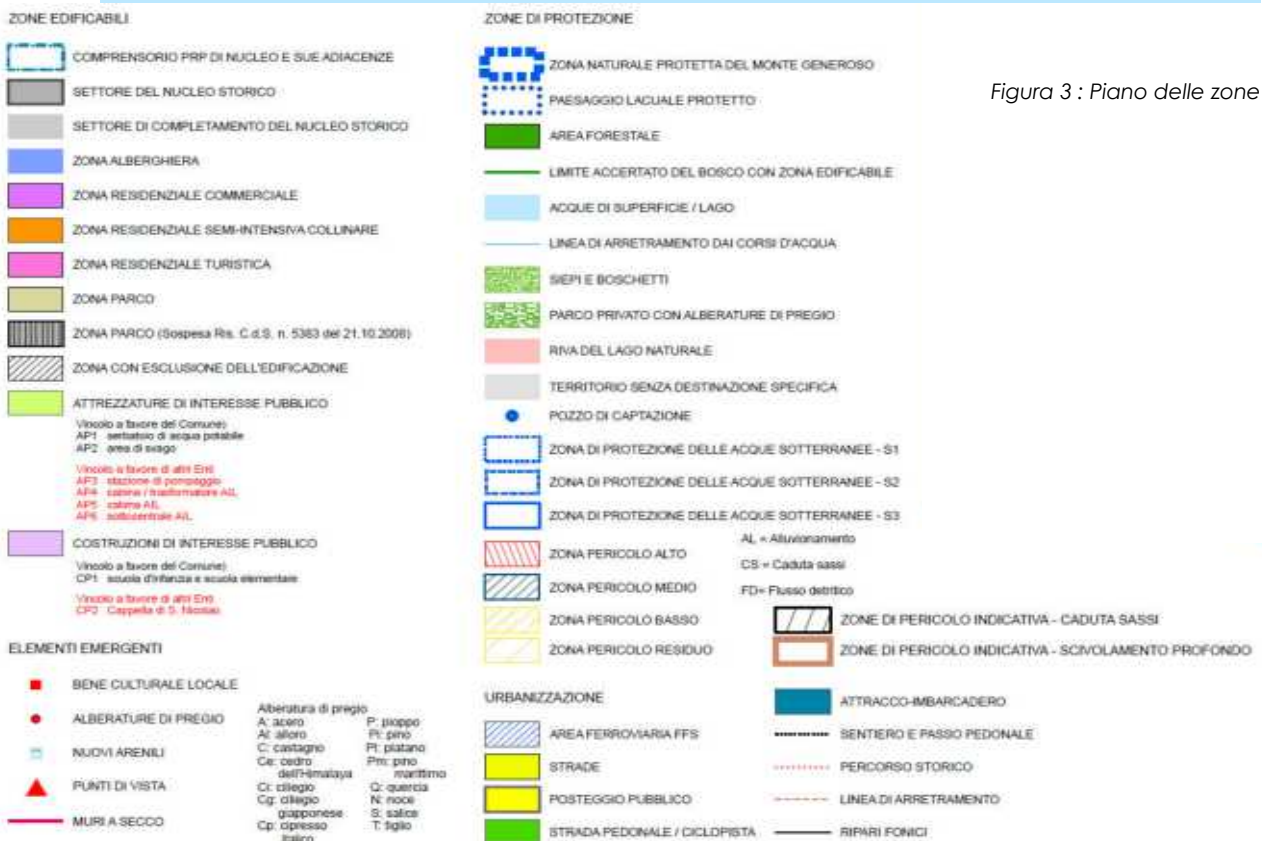 ZONE EDIFICABILI
COMPRENSORIO PRP DI NUCLEO E SUE ADIACENZE
SETTORE DEL NUCLEO STORICO
SETTORE DI COMPLETAMENTO DEL NUCLEO STORICO
ZONA ALBERGHIERA
ZONA RESIDENZIALE COMMERCIALE
ZONA RESIDENZIALE SEMI-INTENSIVA COLLINARE
ZONA RESIDENZIALE TURISTICA
ZONA PARCO
ZONA PARCO (Sospesa Ris. C.d.S. n. 5383 del 21.10.2008)
ZONA CON ESCLUSIONE DELL'EDIFICAZIONE
ATTREZZATURE DI INTERESSE PUBBLICO
Vincolo a favore del Comune)
AP1 serbatoio di acqua potabile
AP2 area di svago
Vincolo a favore di altri Enti
AP3 stazione di pompaggio
AP4 cabina / trasformatore AIL
AP5 cabina AIL
AP6 sottocentrale AIL
COSTRUZIONI DI INTERESSE PUBBLICO
Vincolo a favore del Comune)
CP1 scuola d'infanzia e scuola elementare
Vincolo a favore di altri Enti
CP2 Cappella di S. Nicolao
ELEMENTI EMERGENTI
BENE CULTURALE LOCALE
ALBERATURE DI PREGIO
NUOVI ARENILI
PUNTI DI VISTA
MURI A SECCO
Alberatura di pregio
A: acero
Al: alloro
C: castagno
Ce: cedro
dell'Himalaya
Ci: ciliegio
Cg: ciliegio
giapponese
Cp: cipresso
italico
P: pioppo
Pi: pino
Pl: platano
Pm: pino
marittimo
Q: quercia
N: noce
S: salice
T: tiglio
ZONE DI PROTEZIONE
ZONA NATURALE PROTETTA DEL MONTE GENEROSO
PAESAGGIO LACUALE PROTETTO
AREA FORESTALE
LIMITE ACCERTATO DEL BOSCO CON ZONA EDIFICABILE
ACQUE DI SUPERFICIE / LAGO
LINEA DI ARRETRAMENTO DAI CORSI D'ACQUA
SIEPI E BOSCHETTI
PARCO PRIVATO CON ALBERATURE DI PREGIO
RIVA DEL LAGO NATURALE
TERRITORIO SENZA DESTINAZIONE SPECIFICA
POZZO DI CAPTAZIONE
ZONA DI PROTEZIONE DELLE ACQUE SOTTERRANEE - S1
ZONA DI PROTEZIONE DELLE ACQUE SOTTERRANEE - S2
ZONA DI PROTEZIONE DELLE ACQUE SOTTERRANEE - S3
ZONA PERICOLO ALTO
ZONA PERICOLO MEDIO
ZONA PERICOLO BASSO
ZONA PERICOLO RESIDUO
AL = Alluvionamento
CS = Caduta sassi
FD= Flusso detritico
ZONE DI PERICOLO INDICATIVA - CADUTA SASSI
ZONE DI PERICOLO INDICATIVA - SCIVOLAMENTO PROFONDO
URBANIZZAZIONE
AREA FERROVIARIA FFS
STRADE
POSTEGGIO PUBBLICO
STRADA PEDONALE / CICLOPISTA
ATTRACCO-IMBARCADERO
SENTIERO E PASSO PEDONALE
PERCORSO STORICO
LINEA DI ARRETRAMENTO
RIPARI FONICI
Figura 3 : Piano delle zone